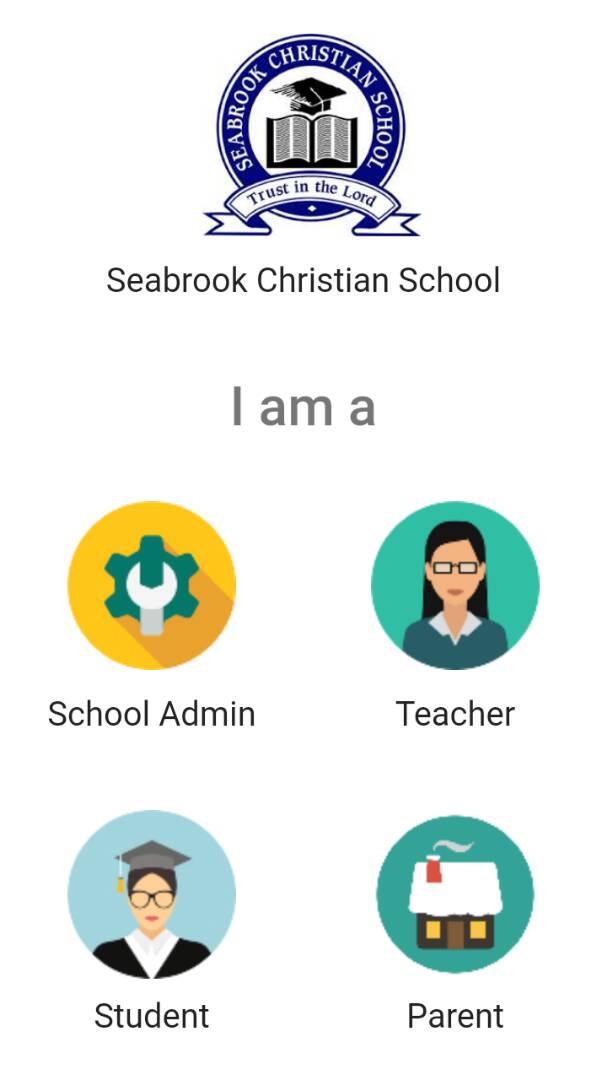 SEABROOK CHRISTIAN SCHOOL
Trust in the Lord
Seabrook Christian School
I am a
School Admin
Teacher
Student
Parent